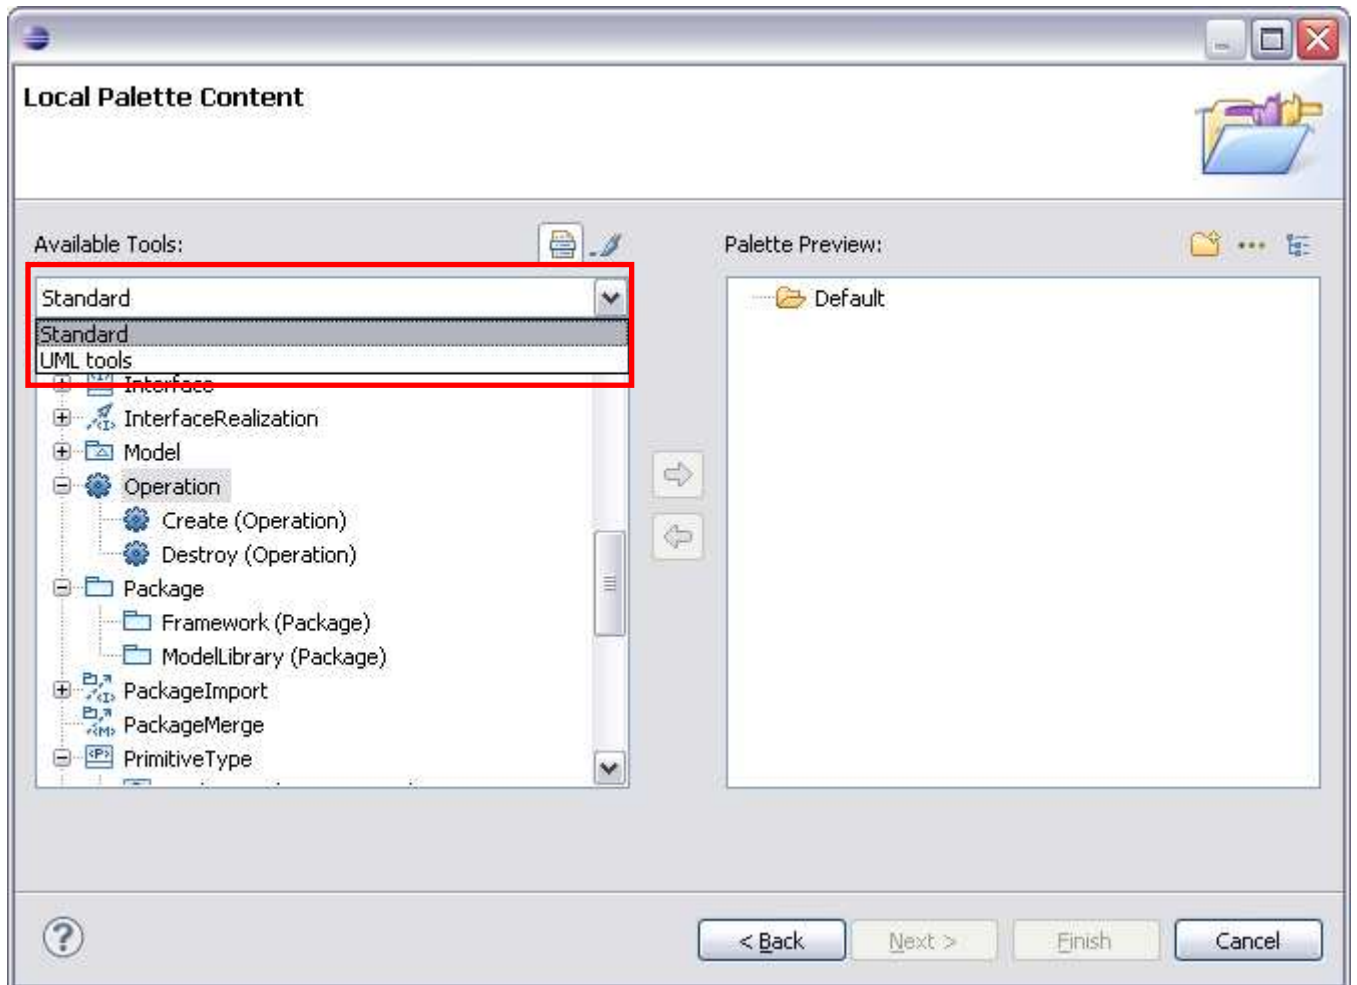 Local Palette Content
Available Tools:
Palette Preview:
Standard
Standard
UML tools
Interface
InterfaceRealization
Model
Operation
Create (Operation)
Destroy (Operation)
Package
Framework (Package)
ModelLibrary (Package)
PackageImport
PackageMerge
PrimitiveType
Default
< Back
Next >
Finish
Cancel